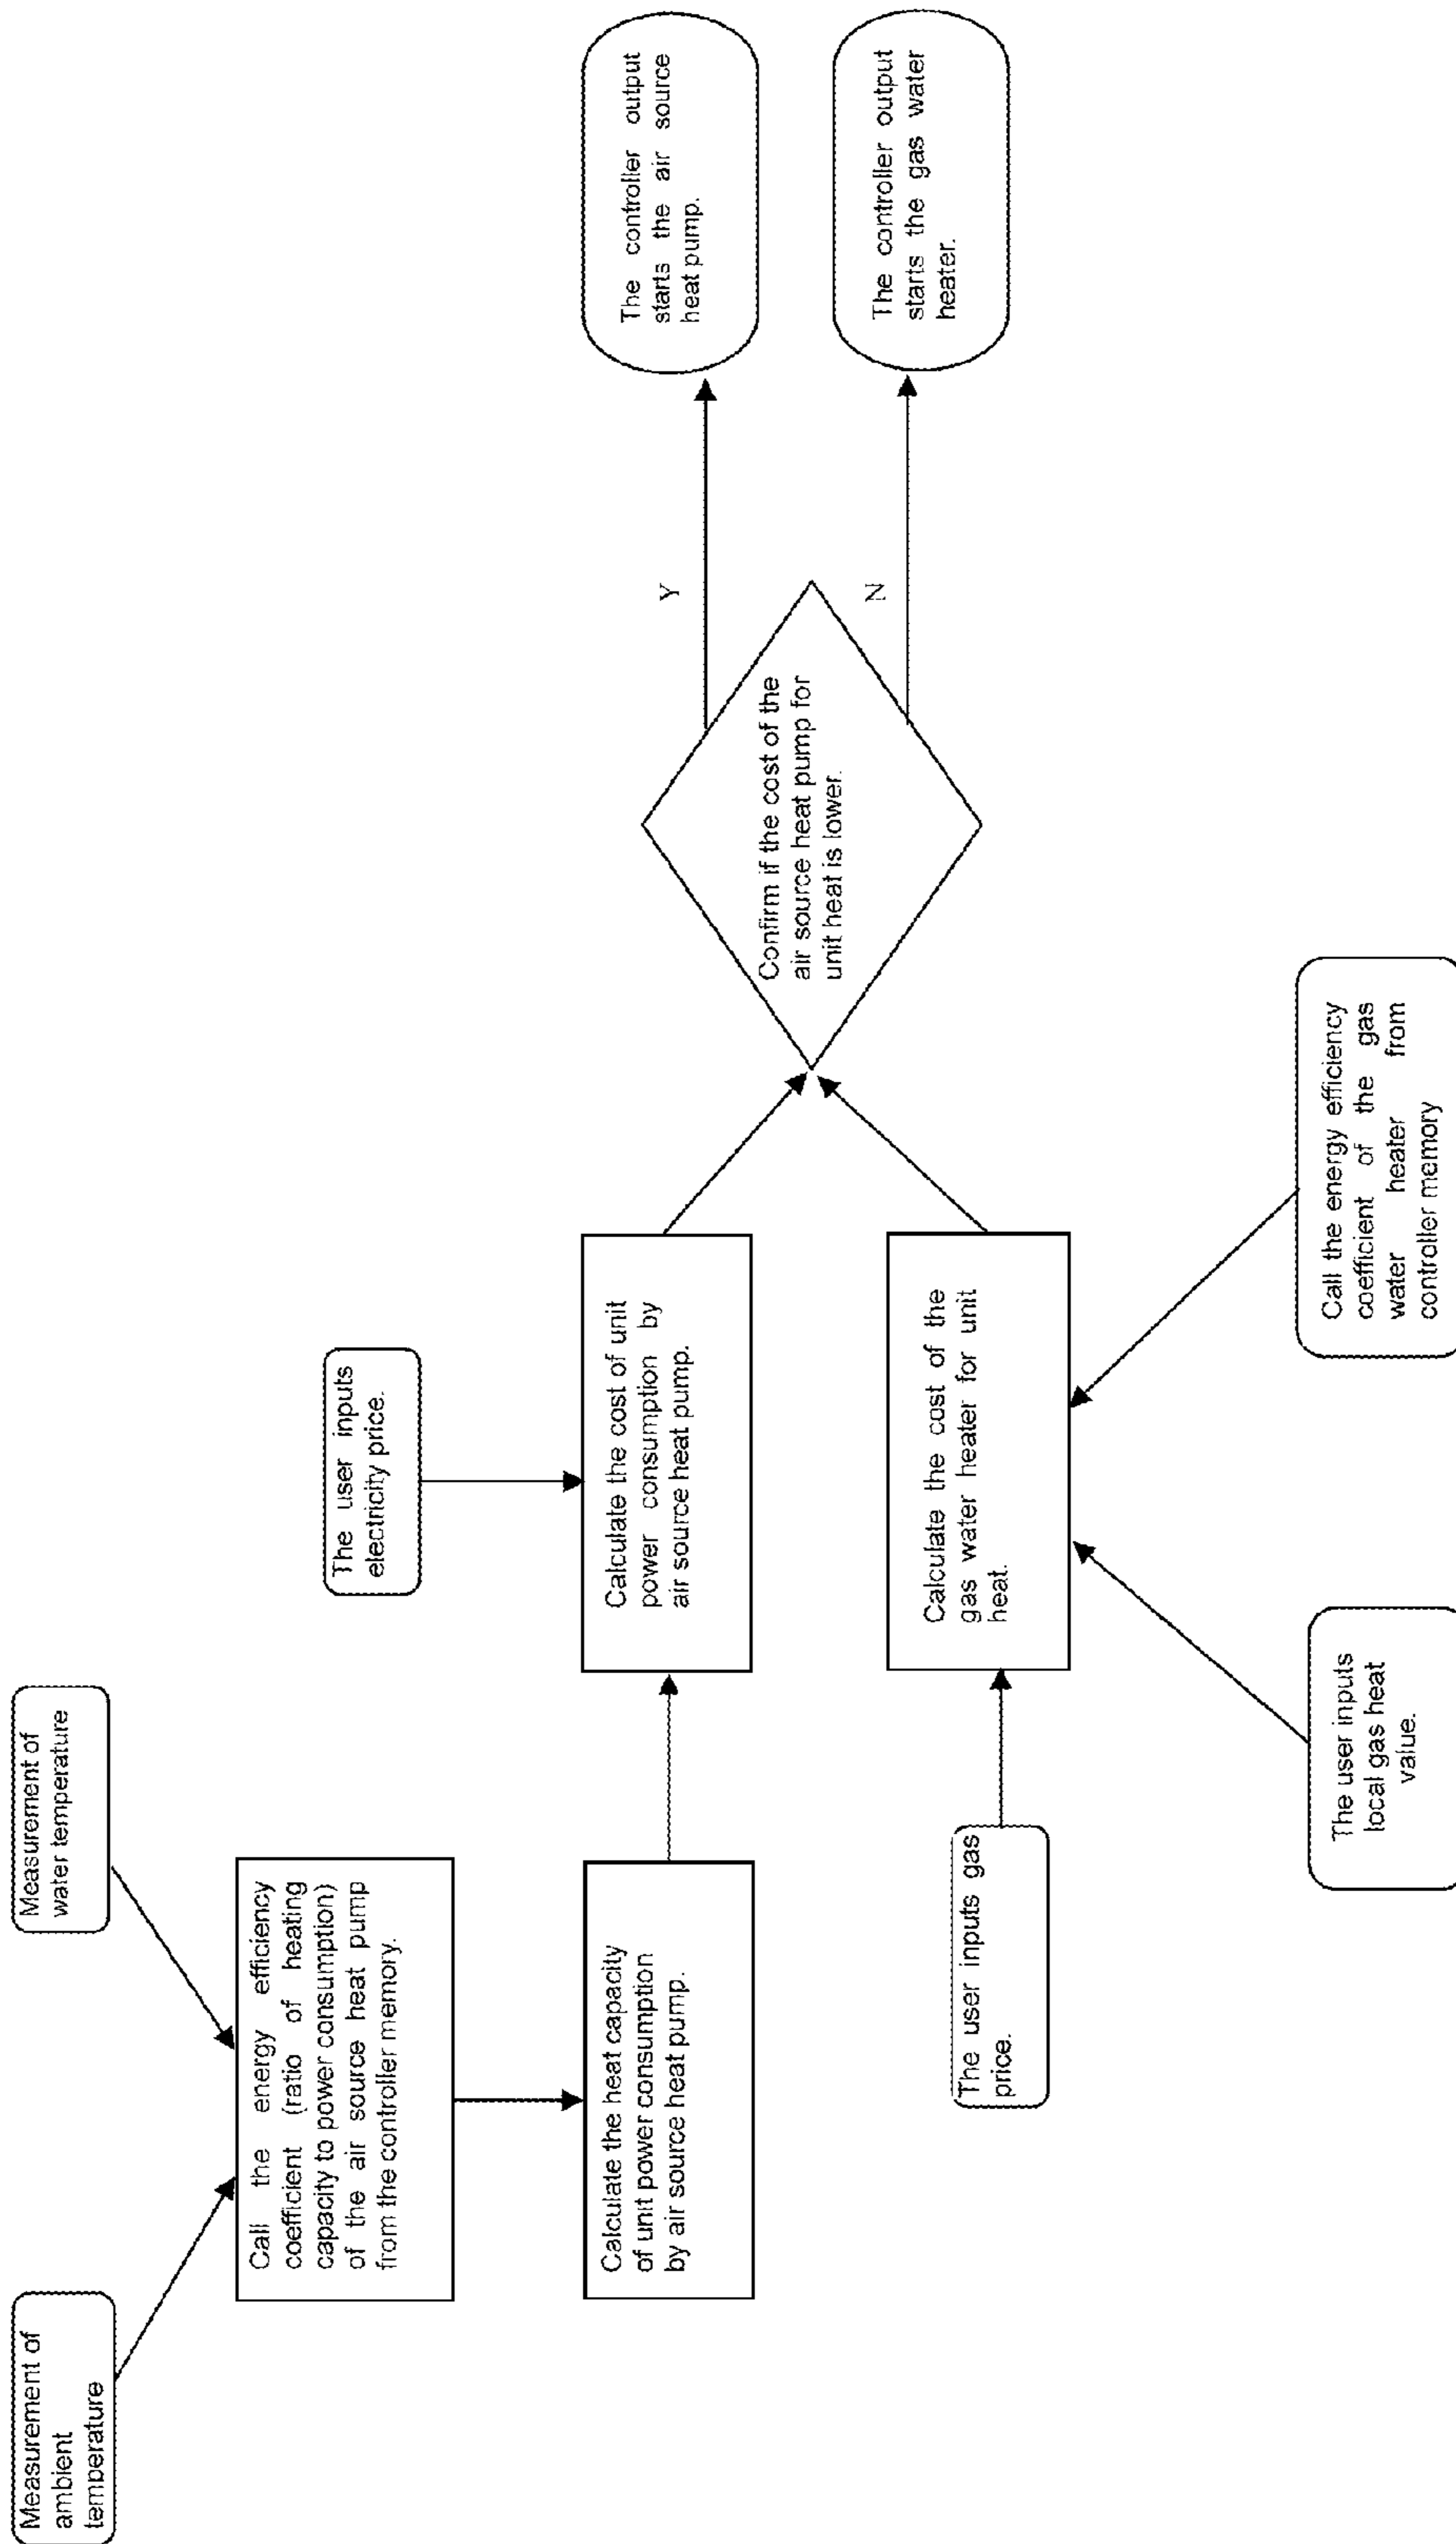 Measurement of
ambient
temperature
Measurement of
water temperature
Call the energy efficiency
coefficient (ratio of heating
capacity to power consumption)
of the air source heat pump
from the controller memory.
The user inputs
electricity price.
Calculate the heat capacity
of unit power consumption
by air source heat pump.
Calculate the cost of unit
power consumption by
air source heat pump.
The user inputs gas
price.
Calculate the cost of the
gas water heater for unit
heat.
The user inputs
local gas heat
value.
Call the energy efficiency
coefficient of the gas
water heater from
controller memory
Confirm if the cost of the
air source heat pump for
unit heat is lower.
Y
N
The controller output
starts the air source
heat pump.
The controller output
starts the gas water
heater.